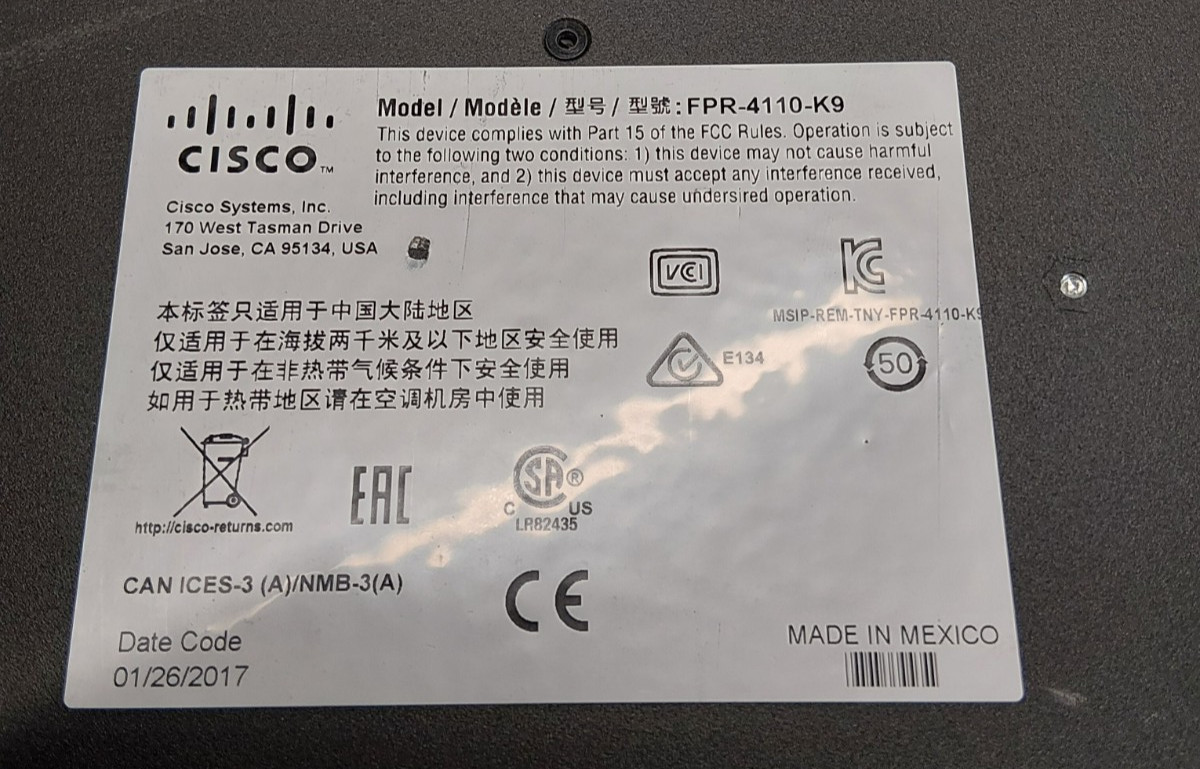 CISCO™
Cisco Systems, Inc.
170 West Tasman Drive
San Jose, CA 95134, USA
Model / Modèle / 型号 / 型號 : FPR-4110-K9
This device complies with Part 15 of the FCC Rules. Operation is subject
to the following two conditions: 1) this device may not cause harmful
interference, and 2) this device must accept any interference received,
including interference that may cause undersired operation.
VCI
KC
MSIP-REM-TNY-FPR-4110-K9
本标签只适用于中国大陆地区
仅适用于在海拔两千米及以下地区安全使用
仅适用于在非热带气候条件下安全使用
如用于热带地区请在空调机房中使用
E134
50
http://cisco-returns.com
EAC
SA®
C US
LR82435
CAN ICES-3 (A)/NMB-3(A)
CE
Date Code
01/26/2017
MADE IN MEXICO